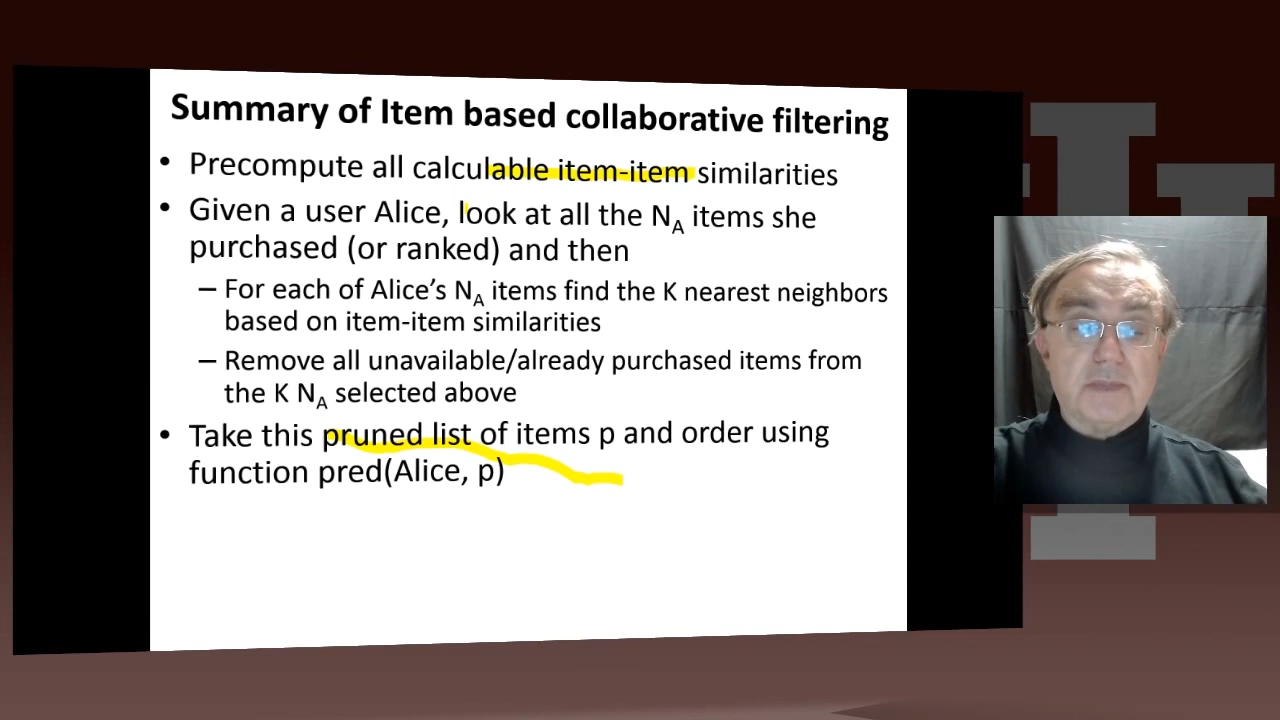 Summary of Item based collaborative filtering
• Precompute all calculable item-item similarities
• Given a user Alice, look at all the N_A items she
purchased (or ranked) and then
– For each of Alice’s N_A items find the K nearest neighbors
based on item-item similarities
– Remove all unavailable/already purchased items from
the K N_A selected above
• Take this pruned list of items p and order using
function pred(Alice, p)